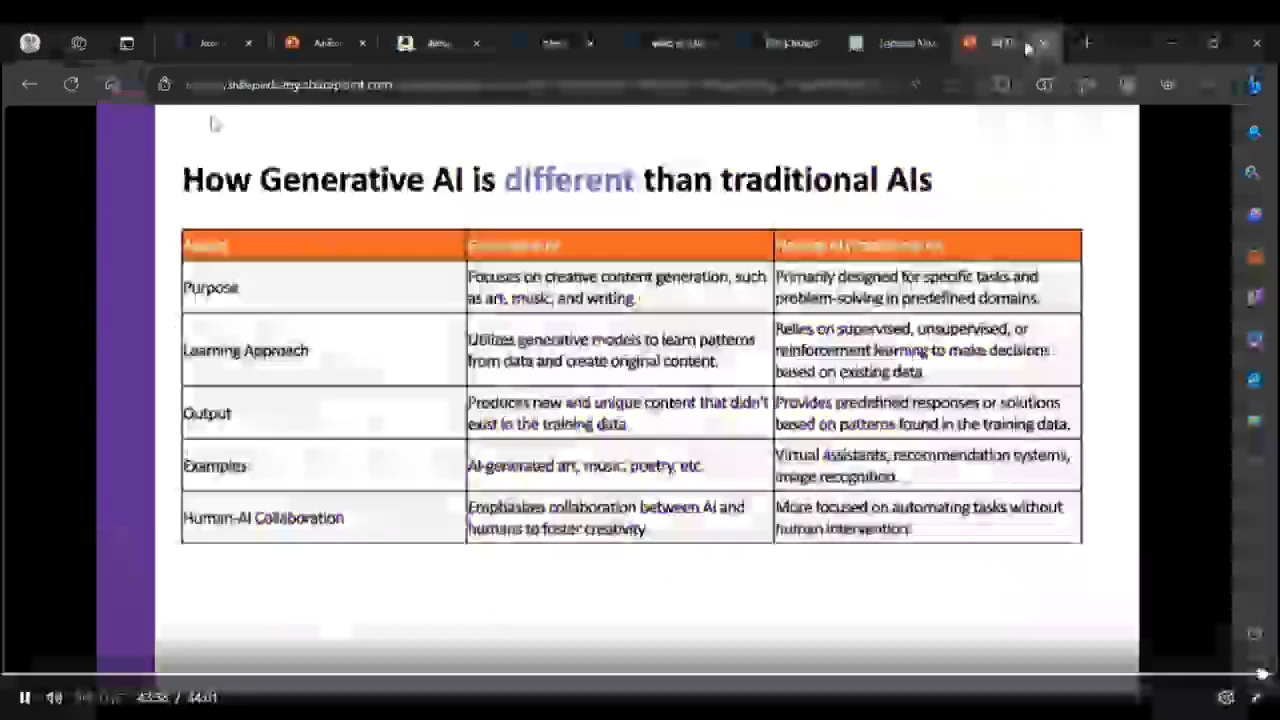 my.sharepoint.com
How Generative AI is different than traditional AIs
Purpose
Focuses on creative content generation, such
as art, music, and writing.
Primarily designed for specific tasks and
problem-solving in predefined domains.
Learning Approach
Utilizes generative models to learn patterns
from data and create original content.
Relies on supervised, unsupervised, or
reinforcement learning to make decisions
based on existing data.
Output
Produces new and unique content that didn't
exist in the training data.
Provides predefined responses or solutions
based on patterns found in the training data.
Examples
AI-generated art, music, poetry, etc.
Virtual Assistants, recommendation systems,
image recognition.
Human-AI Collaboration
Emphasizes collaboration between AI and
humans to foster creativity.
More focused on automating tasks without
human intervention.